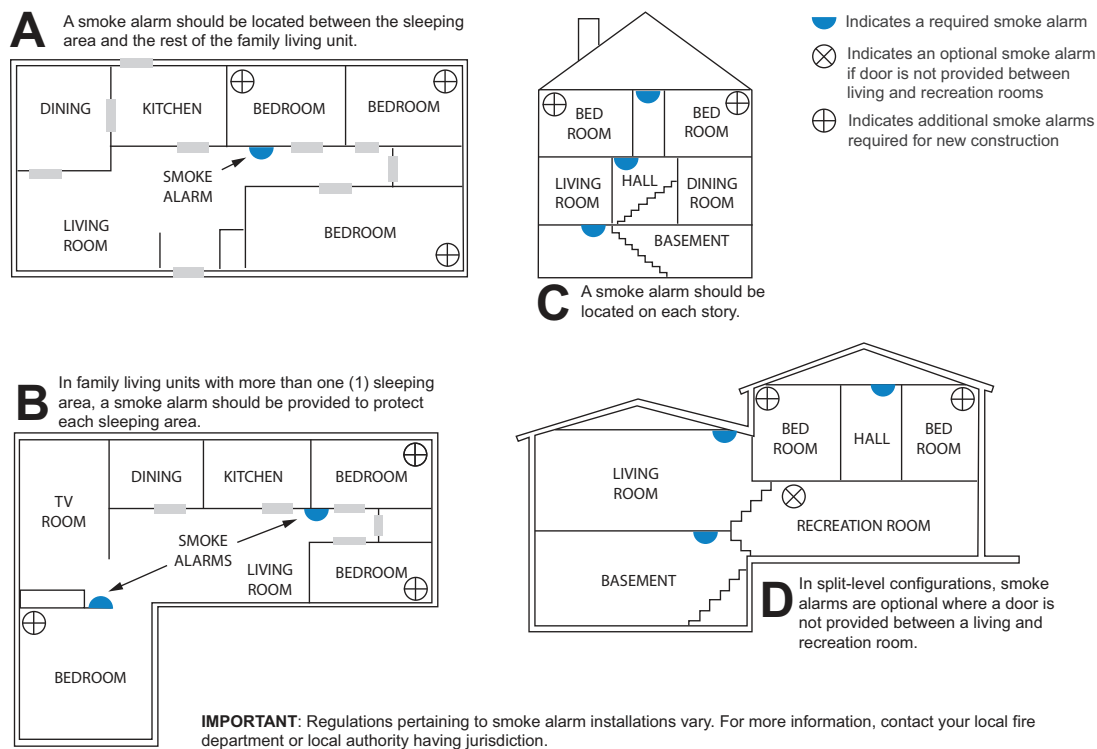 A
A smoke alarm should be located between the sleeping
area and the rest of the family living unit.
DINING
KITCHEN
BEDROOM
BEDROOM
SMOKE
ALARM
LIVING
ROOM
BEDROOM
BED
ROOM
BED
ROOM
LIVING
ROOM
HALL
DINING
ROOM
BASEMENT
C
A smoke alarm should be
located on each story.
Indicates a required smoke alarm
Indicates an optional smoke alarm
if door is not provided between
living and recreation rooms
Indicates additional smoke alarms
required for new construction
B
In family living units with more than one (1) sleeping
area, a smoke alarm should be provided to protect
each sleeping area.
TV
ROOM
DINING
KITCHEN
BEDROOM
SMOKE
ALARMS
LIVING
ROOM
BEDROOM
BEDROOM
LIVING
ROOM
BED
ROOM
HALL
BED
ROOM
RECREATION ROOM
BASEMENT
D
In split-level configurations, smoke
alarms are optional where a door is
not provided between a living and
recreation room.
IMPORTANT: Regulations pertaining to smoke alarm installations vary. For more information, contact your local fire
department or local authority having jurisdiction.